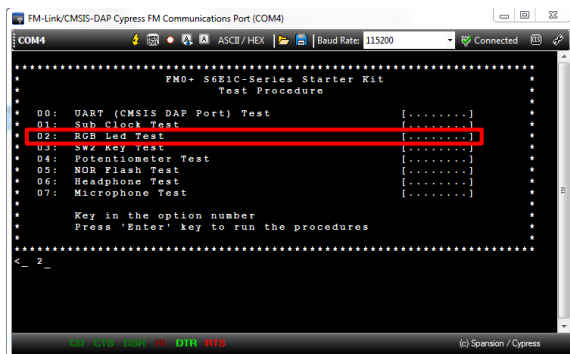 FM-Link/CMSIS-DAP Cypress FM Communications Port (COM4)
COM4 ASCII / HEX Baud Rate: 115200 Connected
****************************************************************
* FM0+ S6E1C-Series Starter Kit *
* Test Procedure *
* *
* 00: UART (CMSIS DAP Port) Test [........] *
* 01: Sub Clock Test [........] *
* 02: RGB Led Test [........] *
* 03: SW2 Key Test [........] *
* 04: Potentiometer Test [........] *
* 05: NOR Flash Test [........] *
* 06: Headphone Test [........] *
* 07: Microphone Test [........] *
* *
* Key in the option number *
* Press 'Enter' key to run the procedures *
* *
****************************************************************
<_ 2_
CD CTS DSR RI DTR RTS (c) Spansion / Cypress